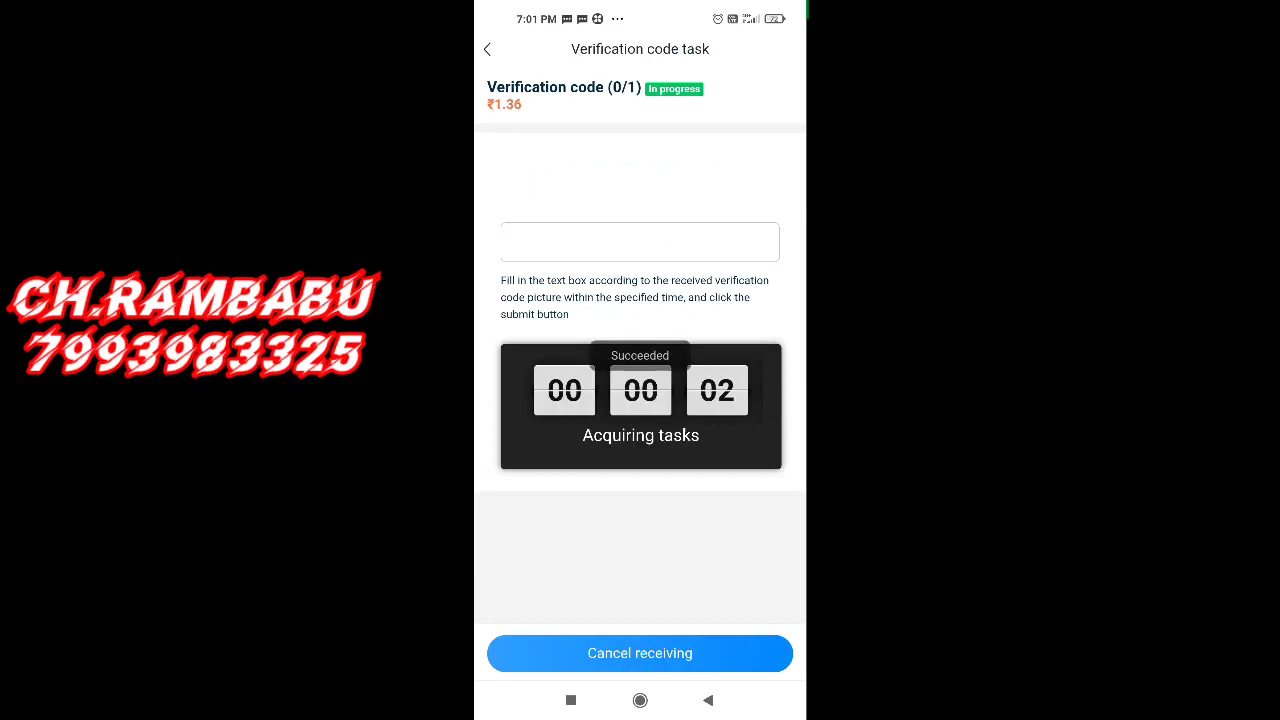 7:01 PM
72
Verification code task
Verification code (0/1) In progress
₹1.36
Fill in the text box according to the received verification
code picture within the specified time, and click the
submit button
CH.RAMBABU
7993983325
Succeeded
00 00 02
Acquiring tasks
Cancel receiving